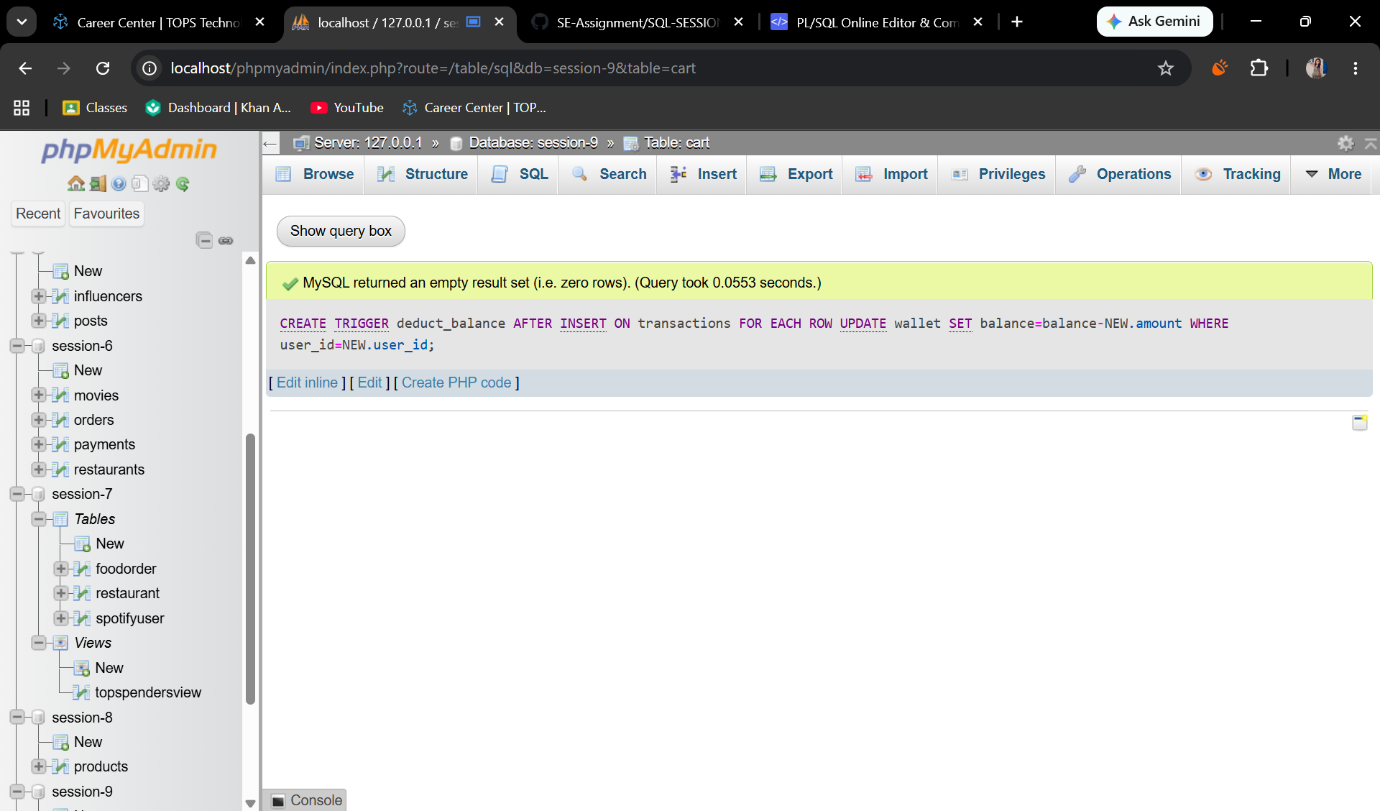 Career Center | TOPS Techno
localhost / 127.0.0.1 / se
SE-Assignment/SQL-SESSION
PL/SQL Online Editor & Com
Ask Gemini
localhost/phpmyadmin/index.php?route=/table/sql&db=session-9&table=cart
Classes
Dashboard | Khan A...
YouTube
Career Center | TOP...
phpMyAdmin
Recent
Favourites
New
influencers
posts
session-6
New
movies
orders
payments
restaurants
session-7
Tables
New
foodorder
restaurant
spotifyuser
Views
New
topspendersview
session-8
New
products
session-9
Server: 127.0.0.1 » Database: session-9 » Table: cart
Browse
Structure
SQL
Search
Insert
Export
Import
Privileges
Operations
Tracking
More
Show query box
MySQL returned an empty result set (i.e. zero rows). (Query took 0.0553 seconds.)
CREATE TRIGGER deduct_balance AFTER INSERT ON transactions FOR EACH ROW UPDATE wallet SET balance=balance-NEW.amount WHERE
user_id=NEW.user_id;
[ Edit inline ] [ Edit ] [ Create PHP code ]
Console